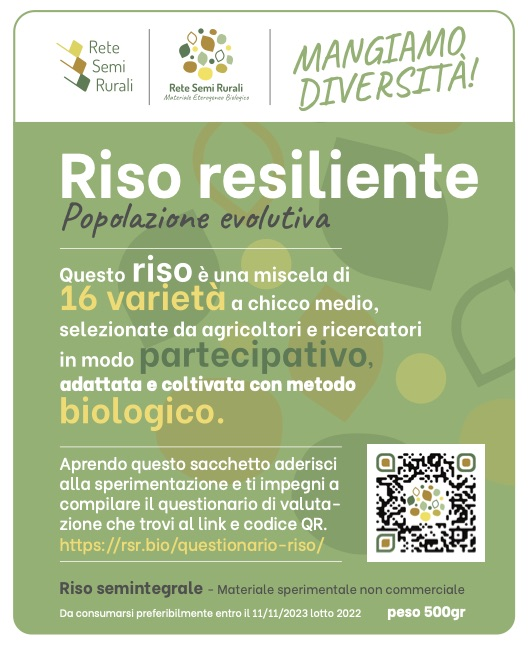 Rete
Semi
Rurali
Rete Semi Rurali
Materiale Eterogeneo Biologico
MANGIAMO
DIVERSITÀ!
Riso resiliente
Popolazione evolutiva
Questo riso è una miscela di
16 varietà a chicco medio,
selezionate da agricoltori e ricercatori
in modo partecipativo,
adattata e coltivata con metodo
biologico.
Aprendo questo sacchetto aderisci
alla sperimentazione e ti impegni a
compilare il questionario di valuta-
zione che trovi al link e codice QR.
https://rsr.bio/questionario-riso/
Riso semintegrale - Materiale sperimentale non commerciale
Da consumarsi preferibilmente entro il 11/11/2023 lotto 2022 peso 500gr